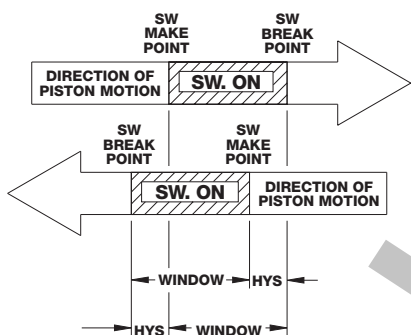 SW
MAKE
POINT
SW
BREAK
POINT
DIRECTION OF
PISTON MOTION
SW. ON
SW
BREAK
POINT
SW
MAKE
POINT
SW. ON
DIRECTION OF
PISTON MOTION
WINDOW
HYS
HYS
WINDOW